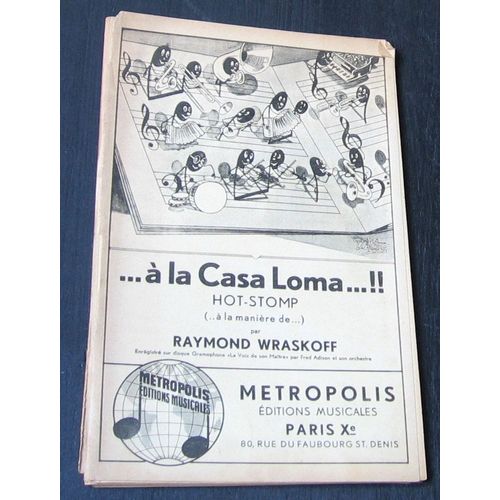 ...à la Casa Loma...!!
HOT-STOMP
(..à la manière de...)
par
RAYMOND WRASKOFF
Enregistré sur disque Gramophone «La Voix de son Maître» par Fred Adison et son orchestre
METROPOLIS
ÉDITIONS MUSICALES
METROPOLIS
ÉDITIONS MUSICALES
PARIS Xe
80, RUE DU FAUBOURG ST. DENIS